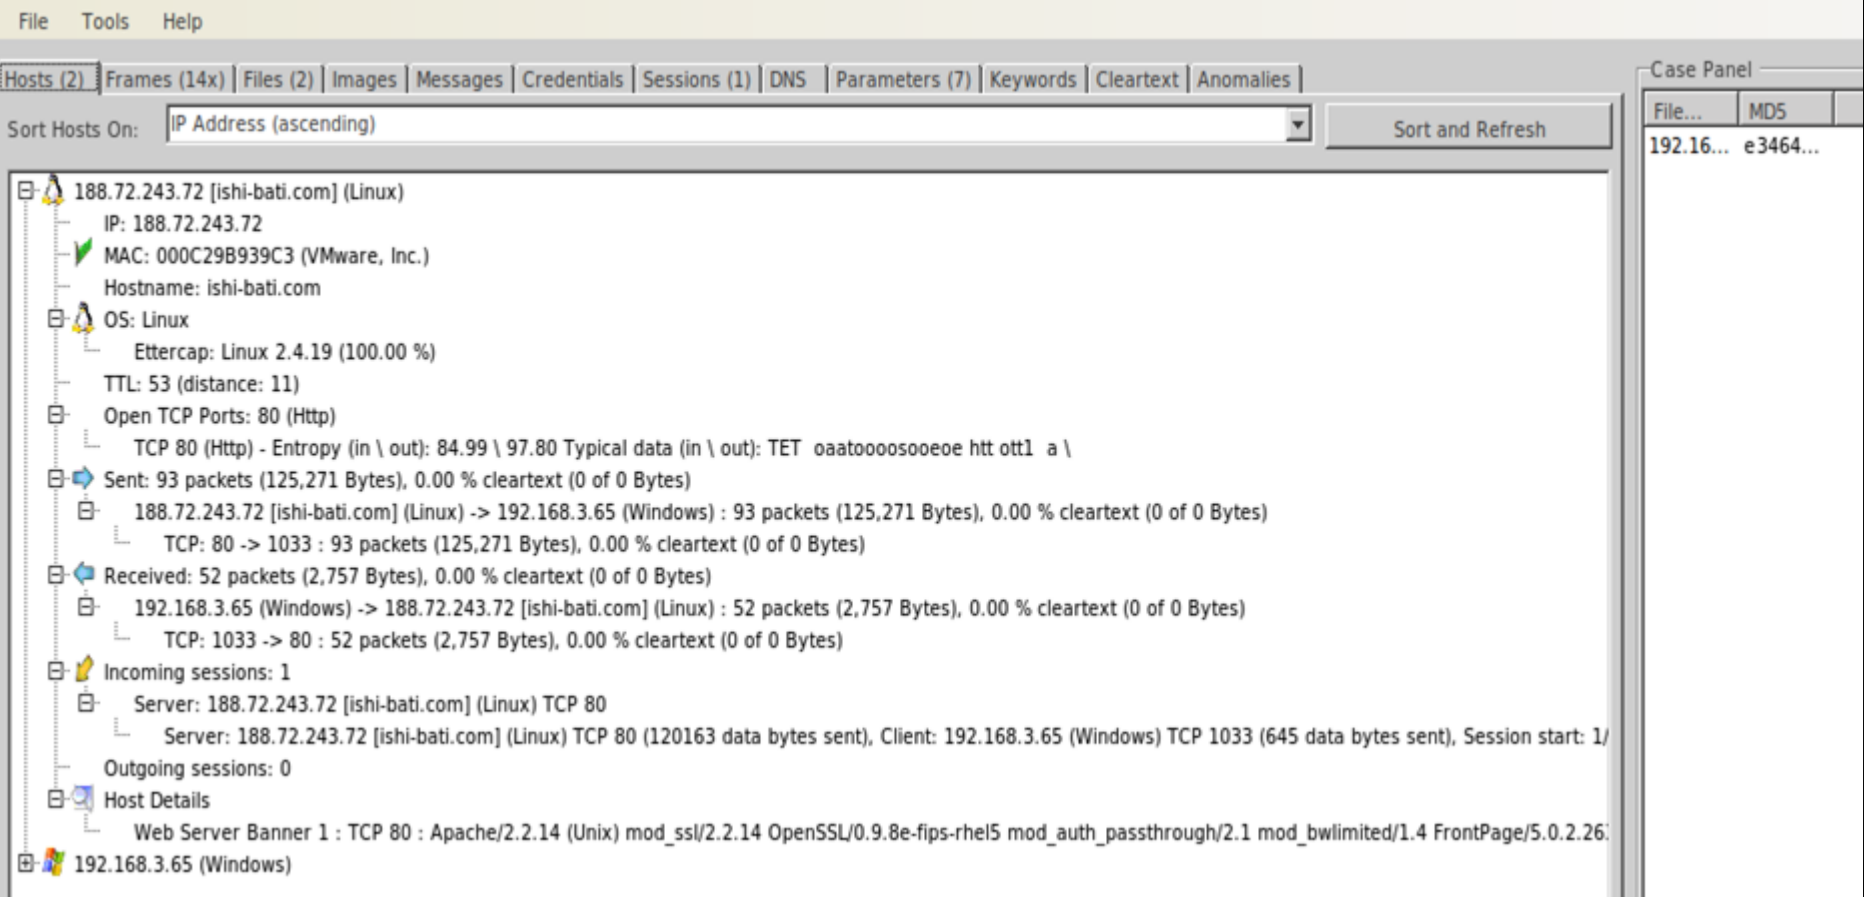 File Tools Help
Hosts (2) Frames (14x) Files (2) Images Messages Credentials Sessions (1) DNS Parameters (7) Keywords Cleartext Anomalies
Sort Hosts On: IP Address (ascending) Sort and Refresh
188.72.243.72 [ishi-bati.com] (Linux)
IP: 188.72.243.72
MAC: 000C29B939C3 (VMware, Inc.)
Hostname: ishi-bati.com
OS: Linux
Ettercap: Linux 2.4.19 (100.00 %)
TTL: 53 (distance: 11)
Open TCP Ports: 80 (Http)
TCP 80 (Http) - Entropy (in \ out): 84.99 \ 97.80 Typical data (in \ out): TET oaatoooosooeoe htt ott1 a \
Sent: 93 packets (125,271 Bytes), 0.00 % cleartext (0 of 0 Bytes)
188.72.243.72 [ishi-bati.com] (Linux) -> 192.168.3.65 (Windows) : 93 packets (125,271 Bytes), 0.00 % cleartext (0 of 0 Bytes)
TCP: 80 -> 1033 : 93 packets (125,271 Bytes), 0.00 % cleartext (0 of 0 Bytes)
Received: 52 packets (2,757 Bytes), 0.00 % cleartext (0 of 0 Bytes)
192.168.3.65 (Windows) -> 188.72.243.72 [ishi-bati.com] (Linux) : 52 packets (2,757 Bytes), 0.00 % cleartext (0 of 0 Bytes)
TCP: 1033 -> 80 : 52 packets (2,757 Bytes), 0.00 % cleartext (0 of 0 Bytes)
Incoming sessions: 1
Server: 188.72.243.72 [ishi-bati.com] (Linux) TCP 80
Server: 188.72.243.72 [ishi-bati.com] (Linux) TCP 80 (120163 data bytes sent), Client: 192.168.3.65 (Windows) TCP 1033 (645 data bytes sent), Session start: 1/
Outgoing sessions: 0
Host Details
Web Server Banner 1 : TCP 80 : Apache/2.2.14 (Unix) mod_ssl/2.2.14 OpenSSL/0.9.8e-fips-rhel5 mod_auth_passthrough/2.1 mod_bwlimited/1.4 FrontPage/5.0.2.26
192.168.3.65 (Windows)
Case Panel
File... MD5
192.16... e3464...